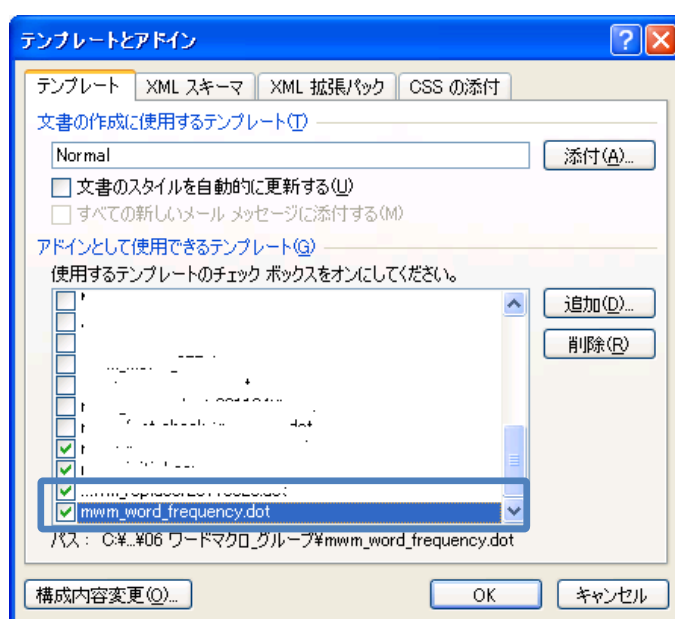 テンプレートとアドイン
テンプレート XML スキーマ XML 拡張パック CSS の添付
文書の作成に使用するテンプレート(T)
Normal 添付(A)...
文書のスタイルを自動的に更新する(U)
すべての新しいメール メッセージに添付する(M)
アドインとして使用できるテンプレート(G)
使用するテンプレートのチェック ボックスをオンにしてください。
追加(D)...
削除(R)
mwm_word_frequency.dot
パス： C:¥...¥06 ワードマクロ_グループ¥mwm_word_frequency.dot
構成内容変更(O)... OK キャンセル